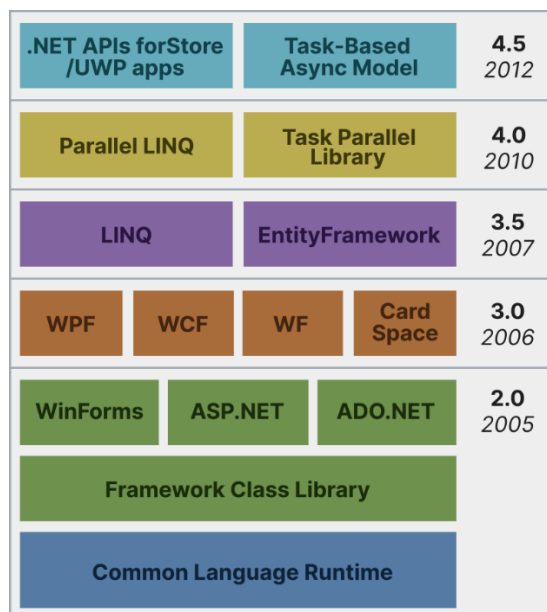 .NET APIs forStore
/UWP apps
Task-Based
Async Model
4.5
2012
Parallel LINQ
Task Parallel
Library
4.0
2010
LINQ
EntityFramework
3.5
2007
WPF
WCF
WF
Card
Space
3.0
2006
WinForms
ASP.NET
ADO.NET
2.0
2005
Framework Class Library
Common Language Runtime